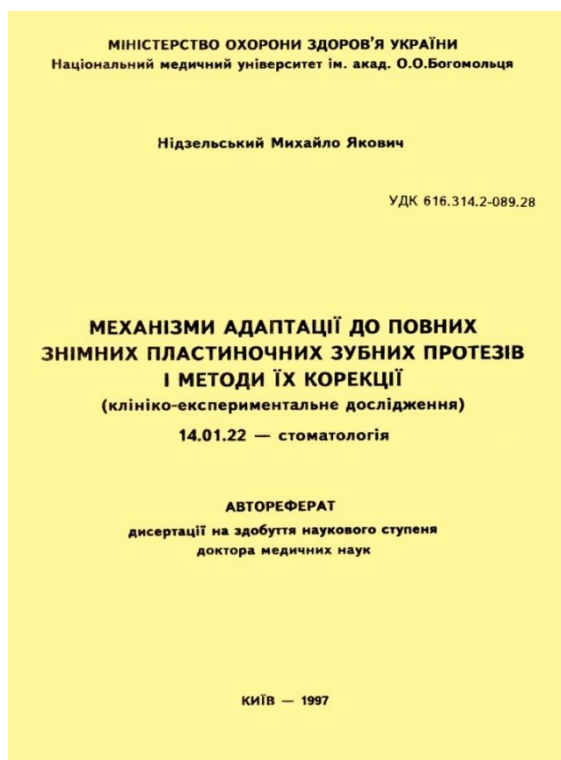 МІНІСТЕРСТВО ОХОРОНИ ЗДОРОВ'Я УКРАЇНИ
Національний медичний університет ім. акад. О.О.Богомольця
Нідзельський Михайло Якович
УДК 616.314.2-089.28
МЕХАНІЗМИ АДАПТАЦІЇ ДО ПОВНИХ
ЗНІМНИХ ПЛАСТИНОЧНИХ ЗУБНИХ ПРОТЕЗІВ
І МЕТОДИ ЇХ КОРЕКЦІЇ
(клініко-експериментальне дослідження)
14.01.22 — стоматологія
АВТОРЕФЕРАТ
дисертації на здобуття наукового ступеня
доктора медичних наук
КИЇВ — 1997